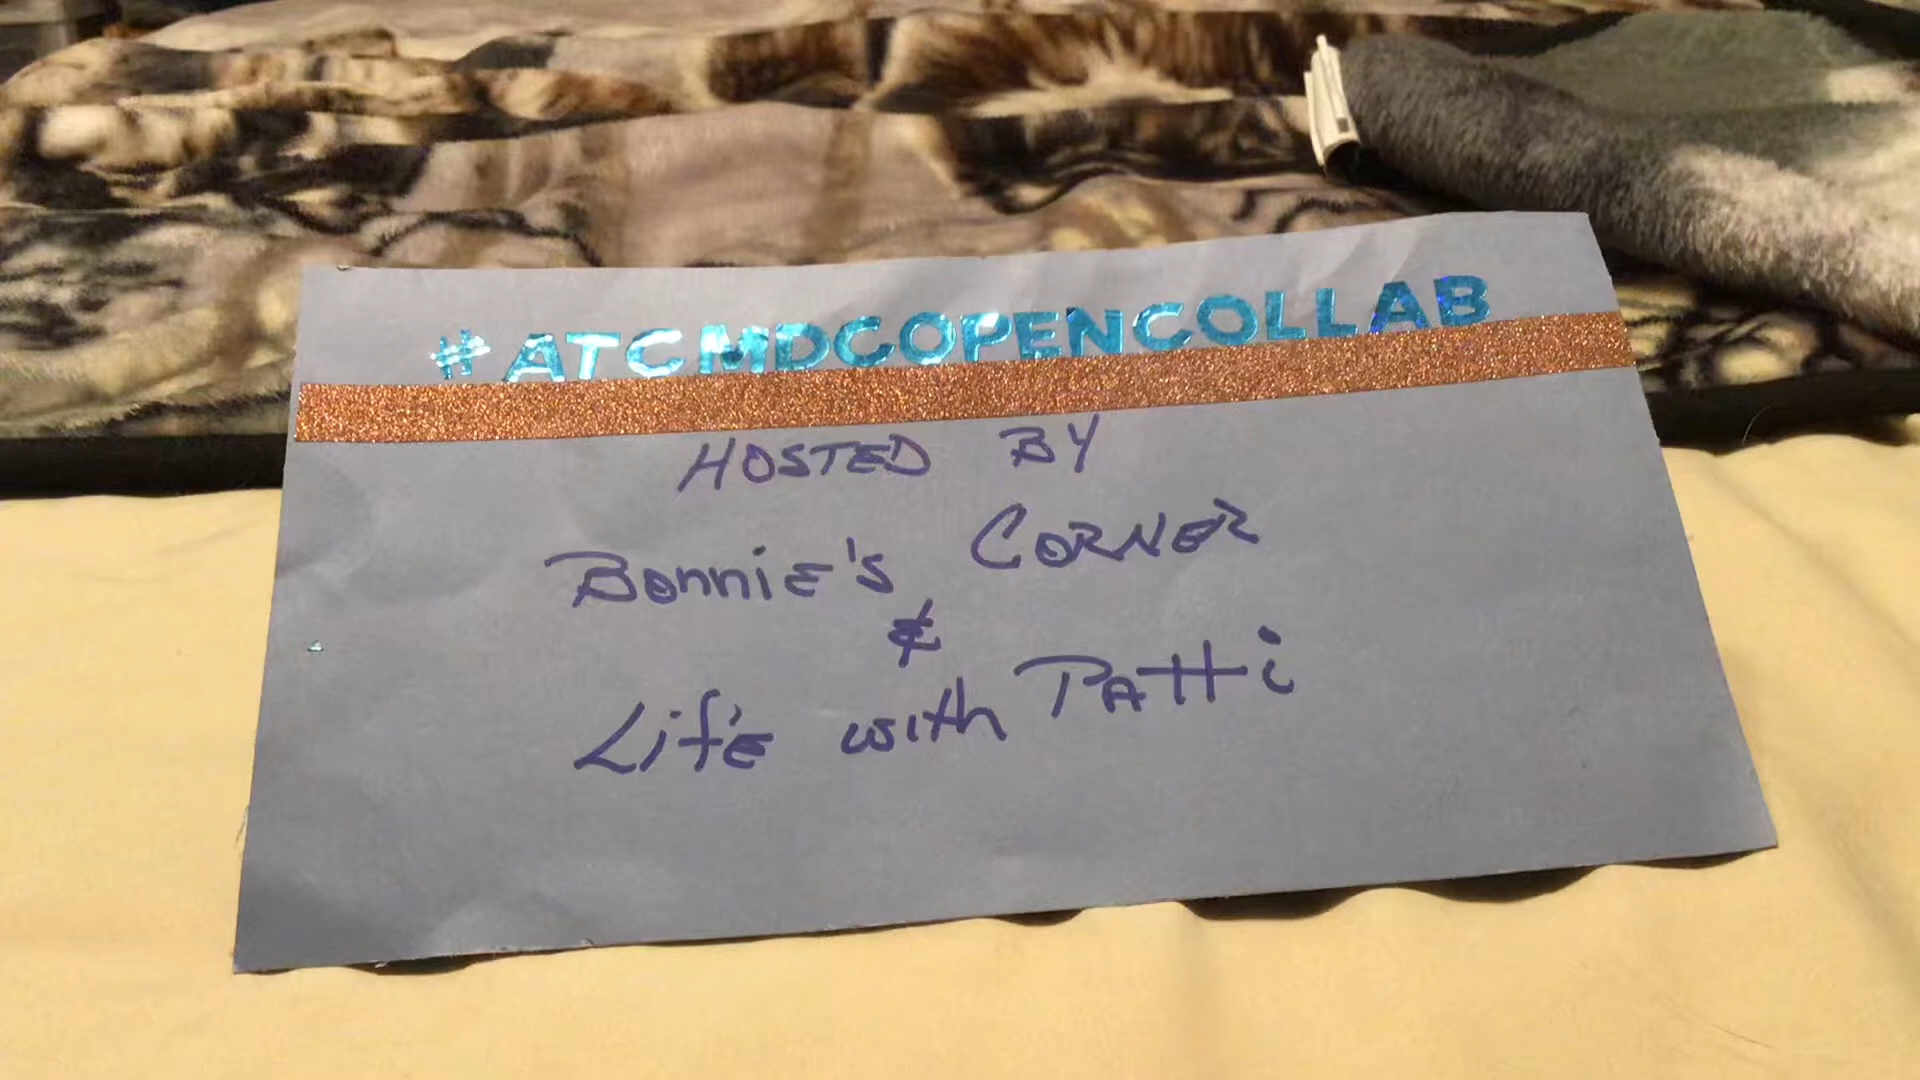 #ATCMDCOPENCOLLAB
HOSTED BY
Bonnie's CORNER
&
Life with PAtti